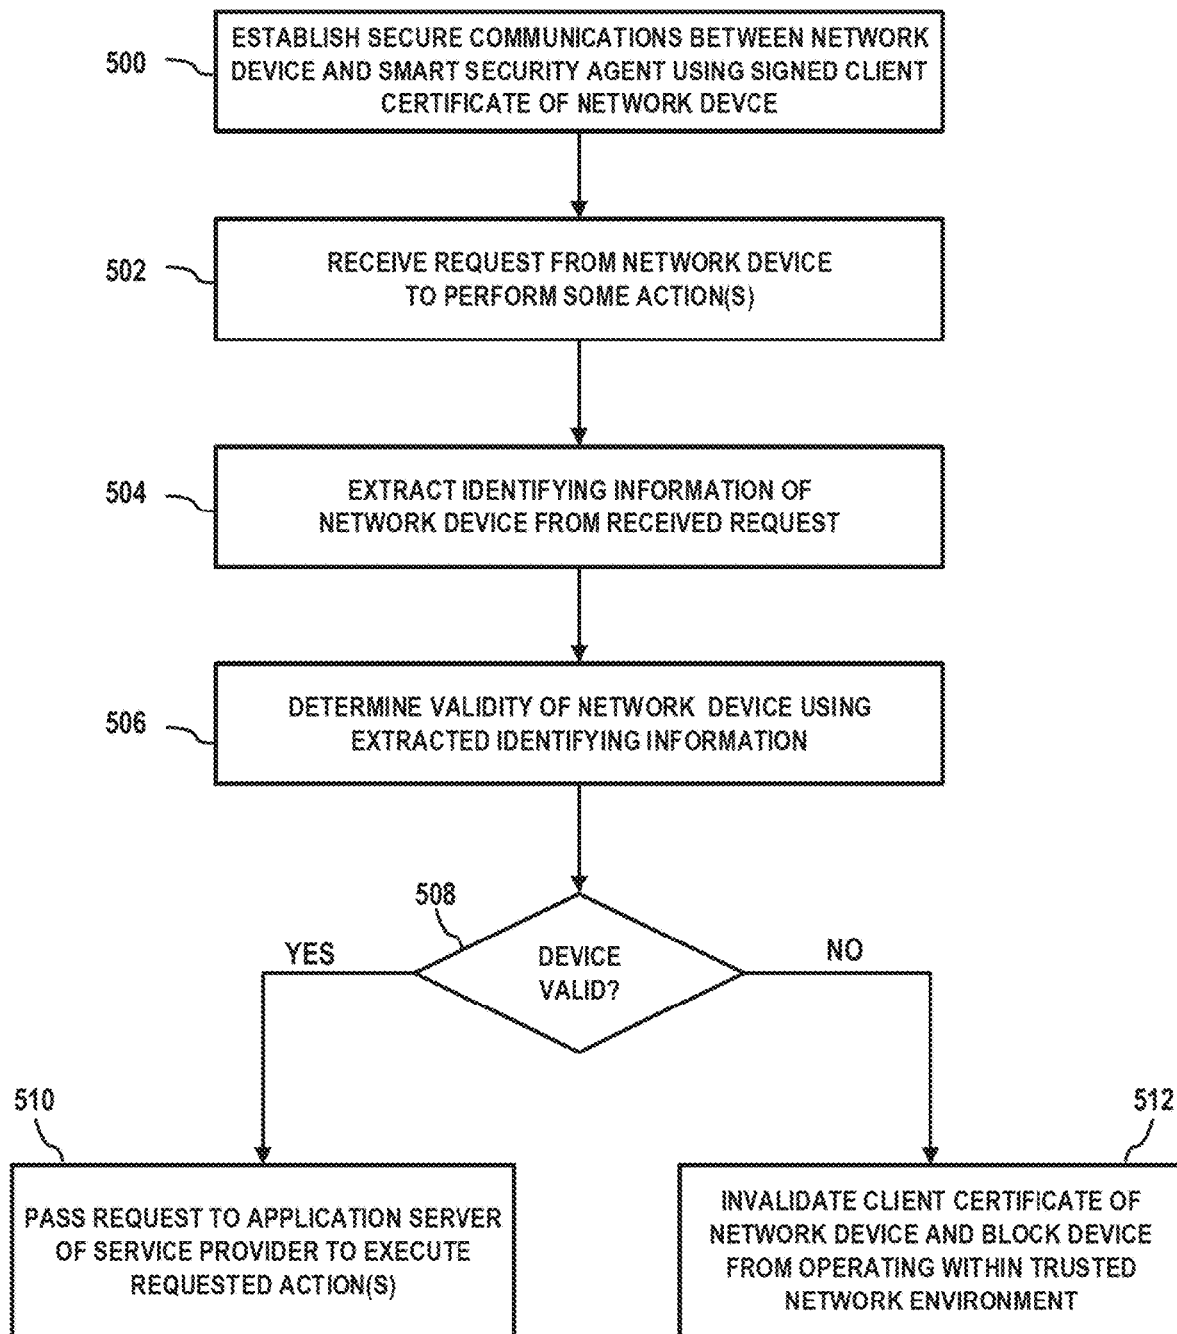 500
ESTABLISH SECURE COMMUNICATIONS BETWEEN NETWORK
DEVICE AND SMART SECURITY AGENT USING SIGNED CLIENT
CERTIFICATE OF NETWORK DEVCE
502
RECEIVE REQUEST FROM NETWORK DEVICE
TO PERFORM SOME ACTION(S)
504
EXTRACT IDENTIFYING INFORMATION OF
NETWORK DEVICE FROM RECEIVED REQUEST
506
DETERMINE VALIDITY OF NETWORK DEVICE USING
EXTRACTED IDENTIFYING INFORMATION
508
YES
DEVICE
VALID?
NO
510
PASS REQUEST TO APPLICATION SERVER
OF SERVICE PROVIDER TO EXECUTE
REQUESTED ACTION(S)
512
INVALIDATE CLIENT CERTIFICATE OF
NETWORK DEVICE AND BLOCK DEVICE
FROM OPERATING WITHIN TRUSTED
NETWORK ENVIRONMENT